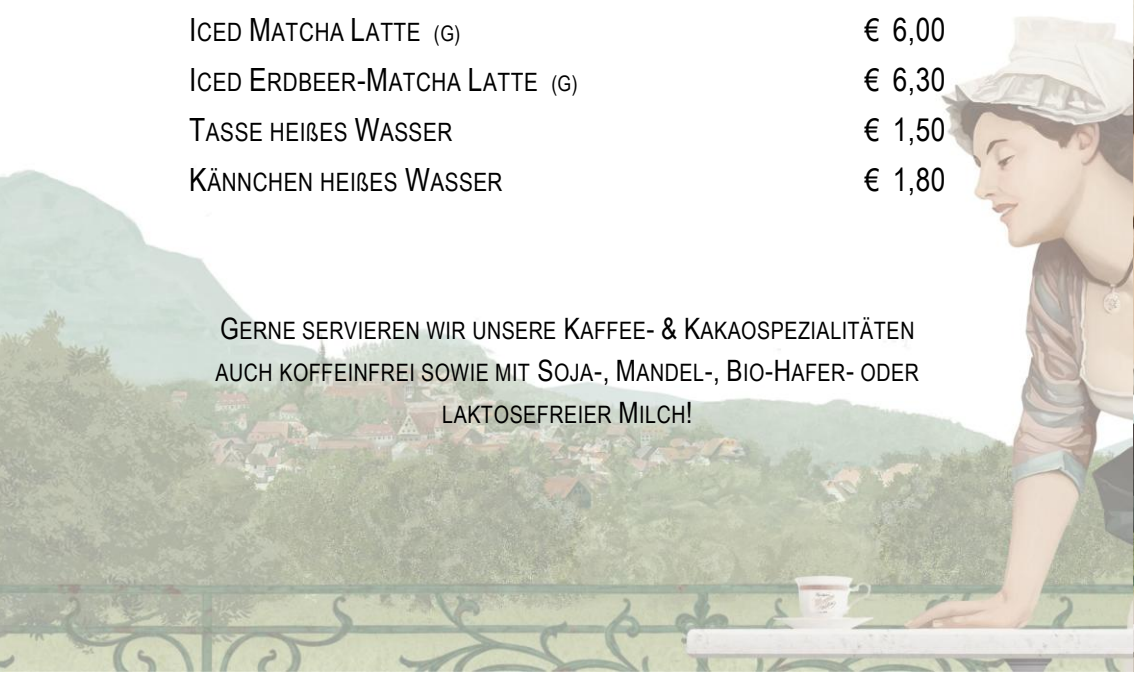 Iced Matcha Latte (G) € 6,00
Iced Erdbeer-Matcha Latte (G) € 6,30
Tasse heißes Wasser € 1,50
Kännchen heißes Wasser € 1,80
Gerne servieren wir unsere Kaffee- & Kakaospezialitäten
auch koffeinfrei sowie mit Soja-, Mandel-, Bio-Hafer- oder
laktosefreier Milch!